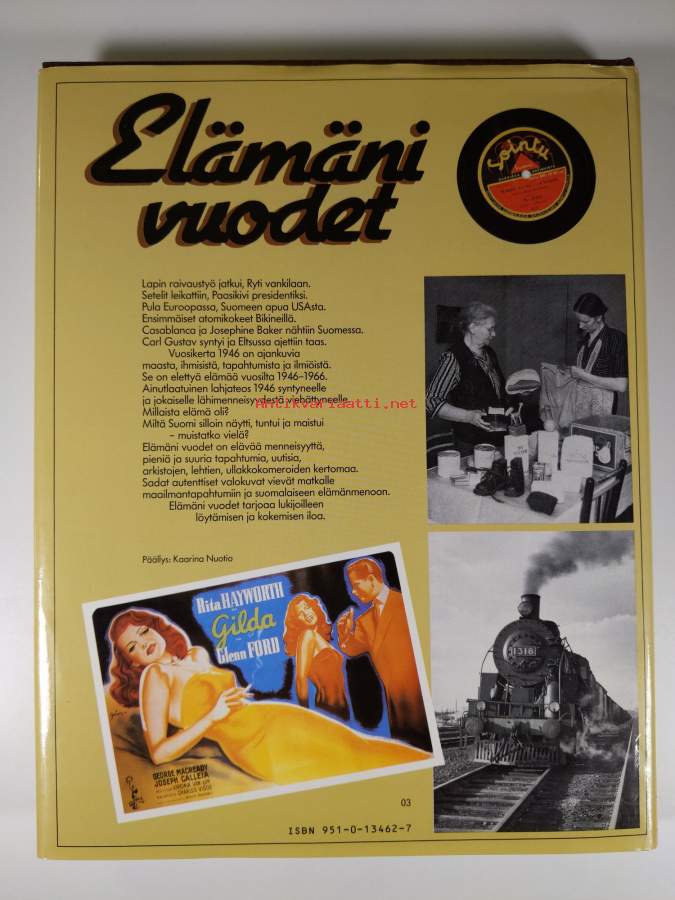 Elämäni
vuodet
Sointu
Lapin raivaustyö jatkui, Ryti vankilaan.
Setelit leikattiin, Paasikivi presidentiksi.
Pula Euroopassa, Suomeen apua USAsta.
Ensimmäiset atomikokeet Bikineillä.
Casablanca ja Josephine Baker nähtiin Suomessa.
Carl Gustav syntyi ja Eltsussa ajettiin taas.
Vuosikerta 1946 on ajankuvia
maasta, ihmisistä, tapahtumista ja ilmiöistä.
Se on elettyä elämää vuosilta 1946–1966.
Ainutlaatuinen lahjateos 1946 syntyneelle
ja jokaiselle lähimenneisyydestä viehättyneelle.
Antikvariaatti.net
Millaista elämä oli?
Miltä Suomi silloin näytti, tuntui ja maistui
– muistatko vielä?
Elämäni vuodet on elävää menneisyyttä,
pieniä ja suuria tapahtumia, uutisia,
arkistojen, lehtien, ullakkokomeroiden kertomaa.
Sadat autenttiset valokuvat vievät matkalle
maailmantapahtumiin ja suomalaiseen elämänmenoon.
Elämäni vuodet tarjoaa lukijoilleen
löytämisen ja kokemisen iloa.
Päällys: Kaarina Nuotio
Rita HAYWORTH
Gilda
Glenn FORD
GEORGE MACREADY
JOSEPH CALLEIA
CHARLES VIDOR
1316
03
ISBN 951-0-13462-7